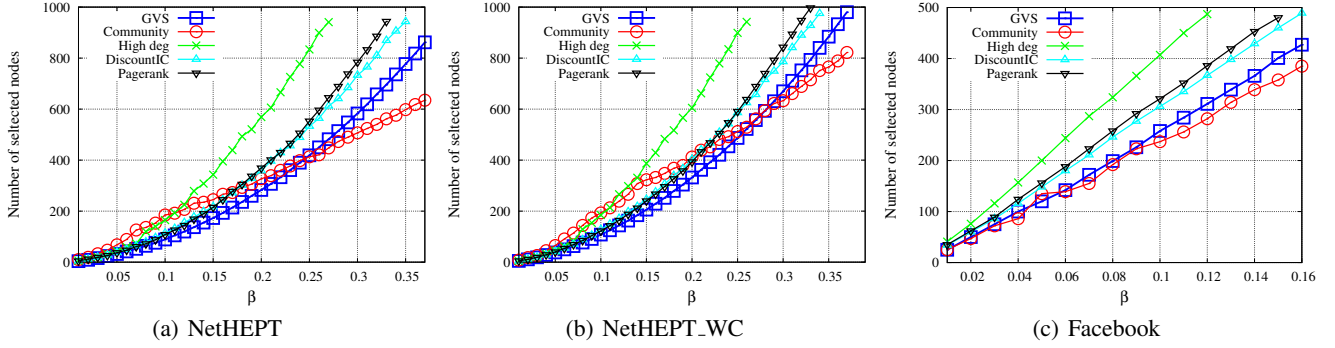 Number of selected nodes
1000
800
600
400
200
0
GVS
Community
High deg
DiscountIC
Pagerank
0.05 0.1 0.15 0.2 0.25 0.3 0.35
β
(a) NetHEPT
Number of selected nodes
1000
800
600
400
200
0
GVS
Community
High deg
DiscountIC
Pagerank
0.05 0.1 0.15 0.2 0.25 0.3 0.35
β
(b) NetHEPT_WC
Number of selected nodes
500
400
300
200
100
0
GVS
Community
High deg
DiscountIC
Pagerank
0.02 0.04 0.06 0.08 0.1 0.12 0.14 0.16
β
(c) Facebook